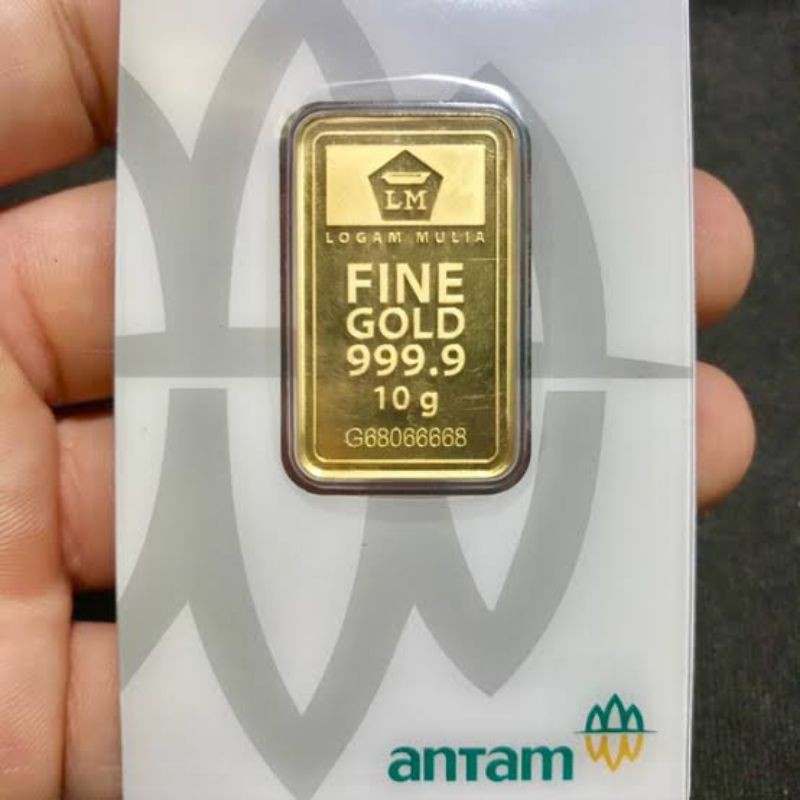 LM
LOGAM MULIA
FINE
GOLD
999.9
10 g
G68066668
antam